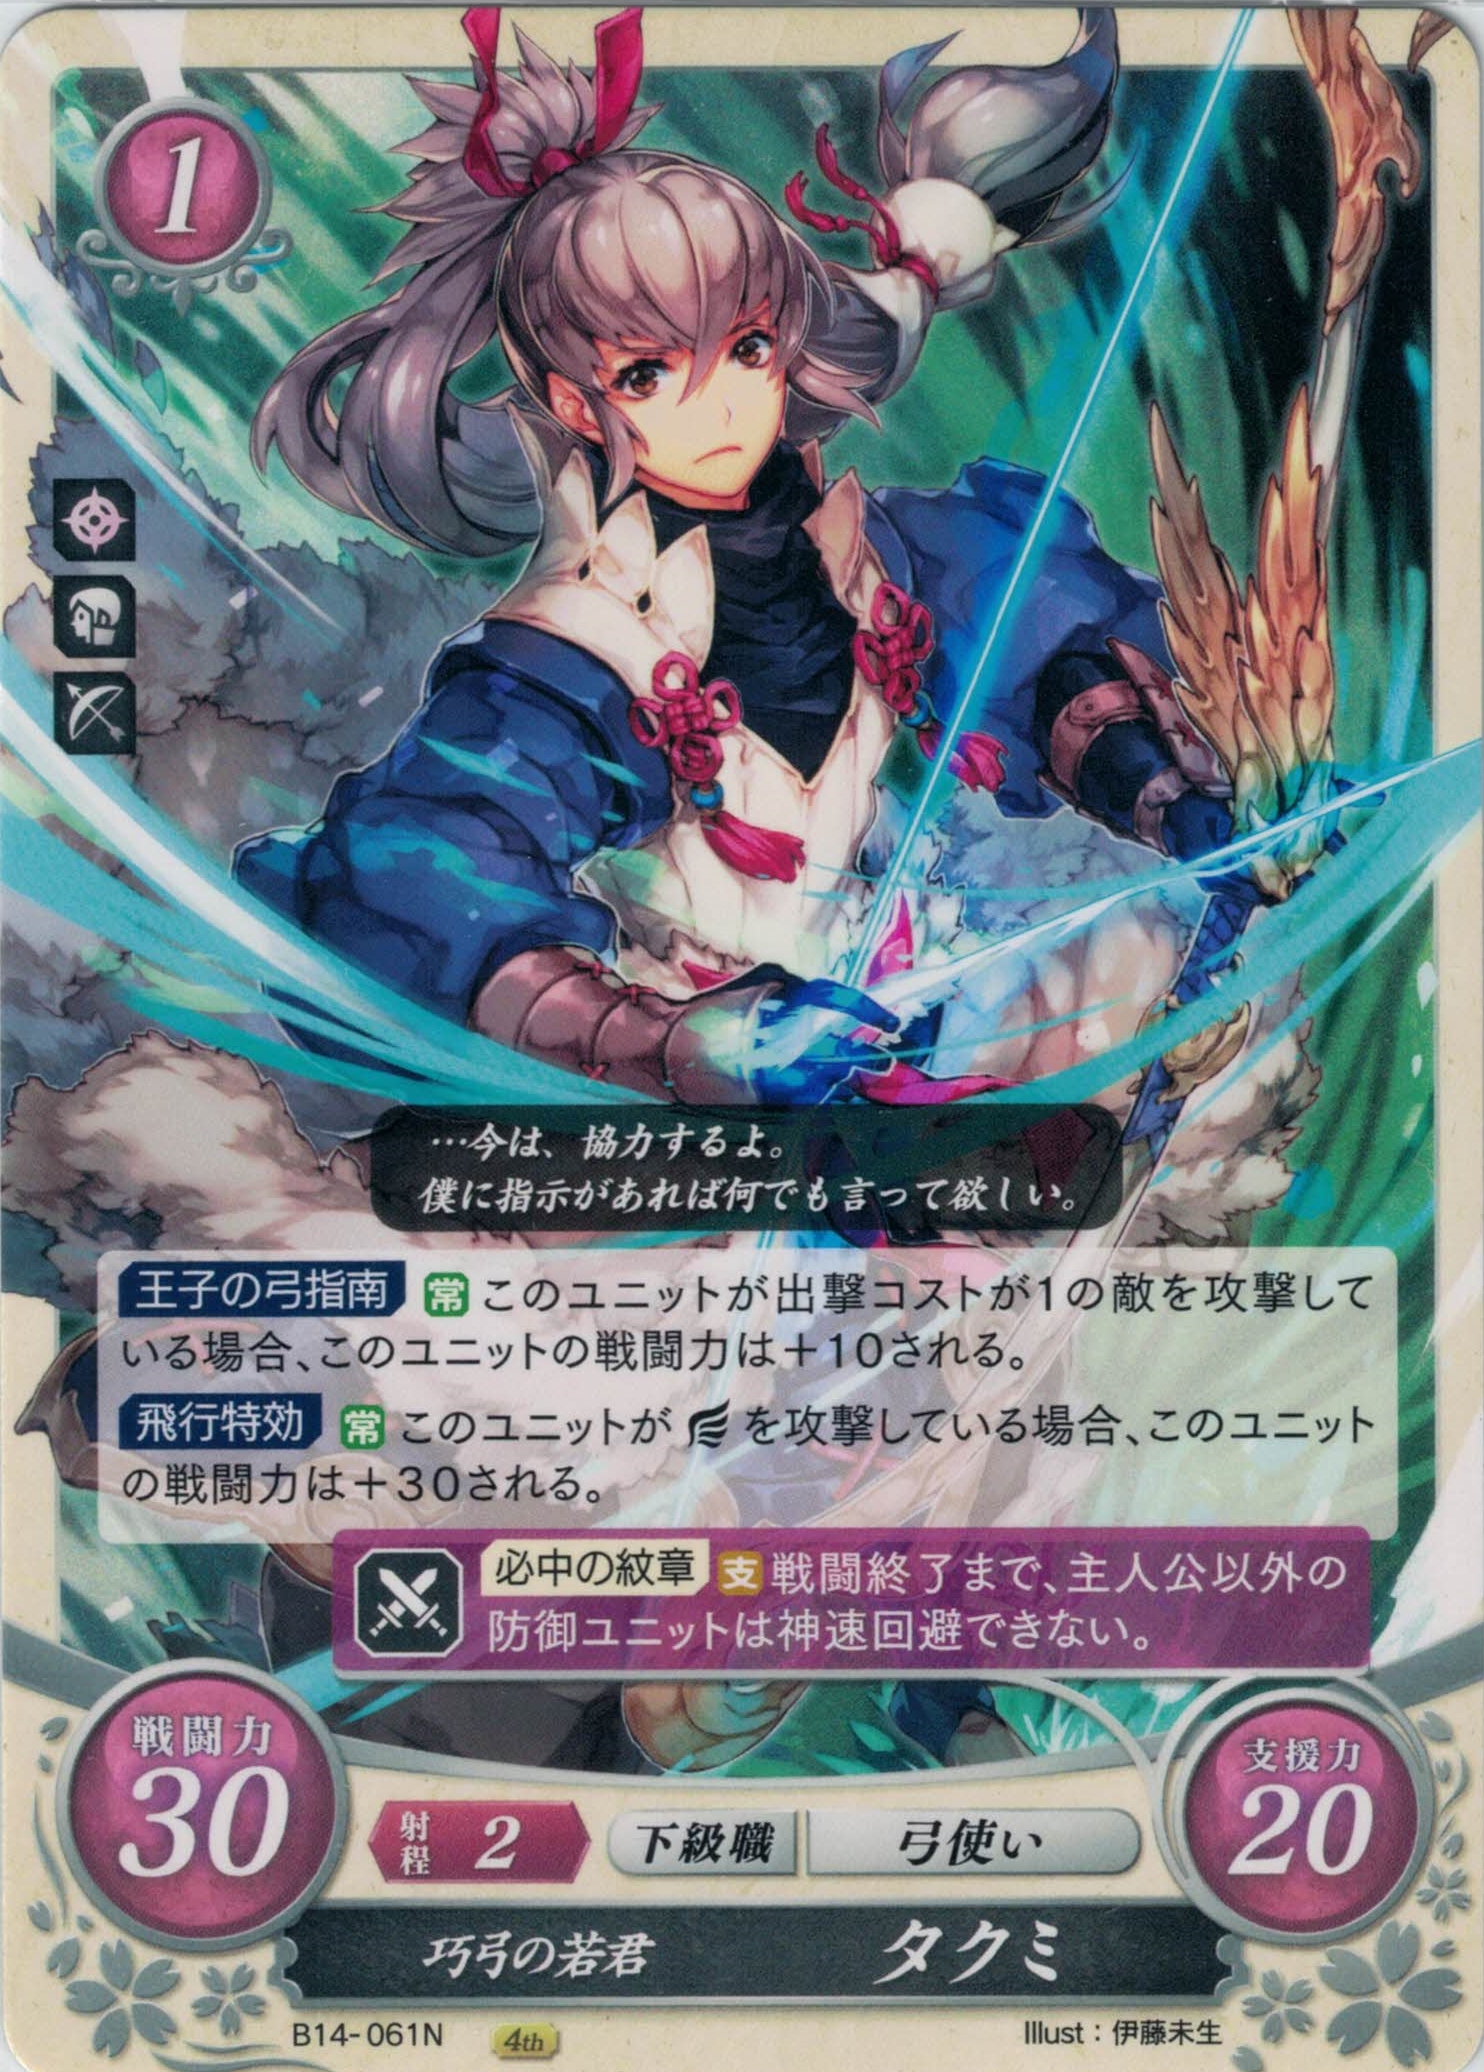 1
…今は、協力するよ。
僕に指示があれば何でも言って欲しい。
王子の弓指南 常 このユニットが出撃コストが1の敵を攻撃して
いる場合、このユニットの戦闘力は+10される。
飛行特効 常 このユニットが を攻撃している場合、このユニット
の戦闘力は+30される。
必中の紋章 支 戦闘終了まで、主人公以外の
防御ユニットは神速回避できない。
戦闘力
30
射程 2
下級職 弓使い
支援力
20
巧弓の若君 タクミ
B14-061N 4th Illust:伊藤未生